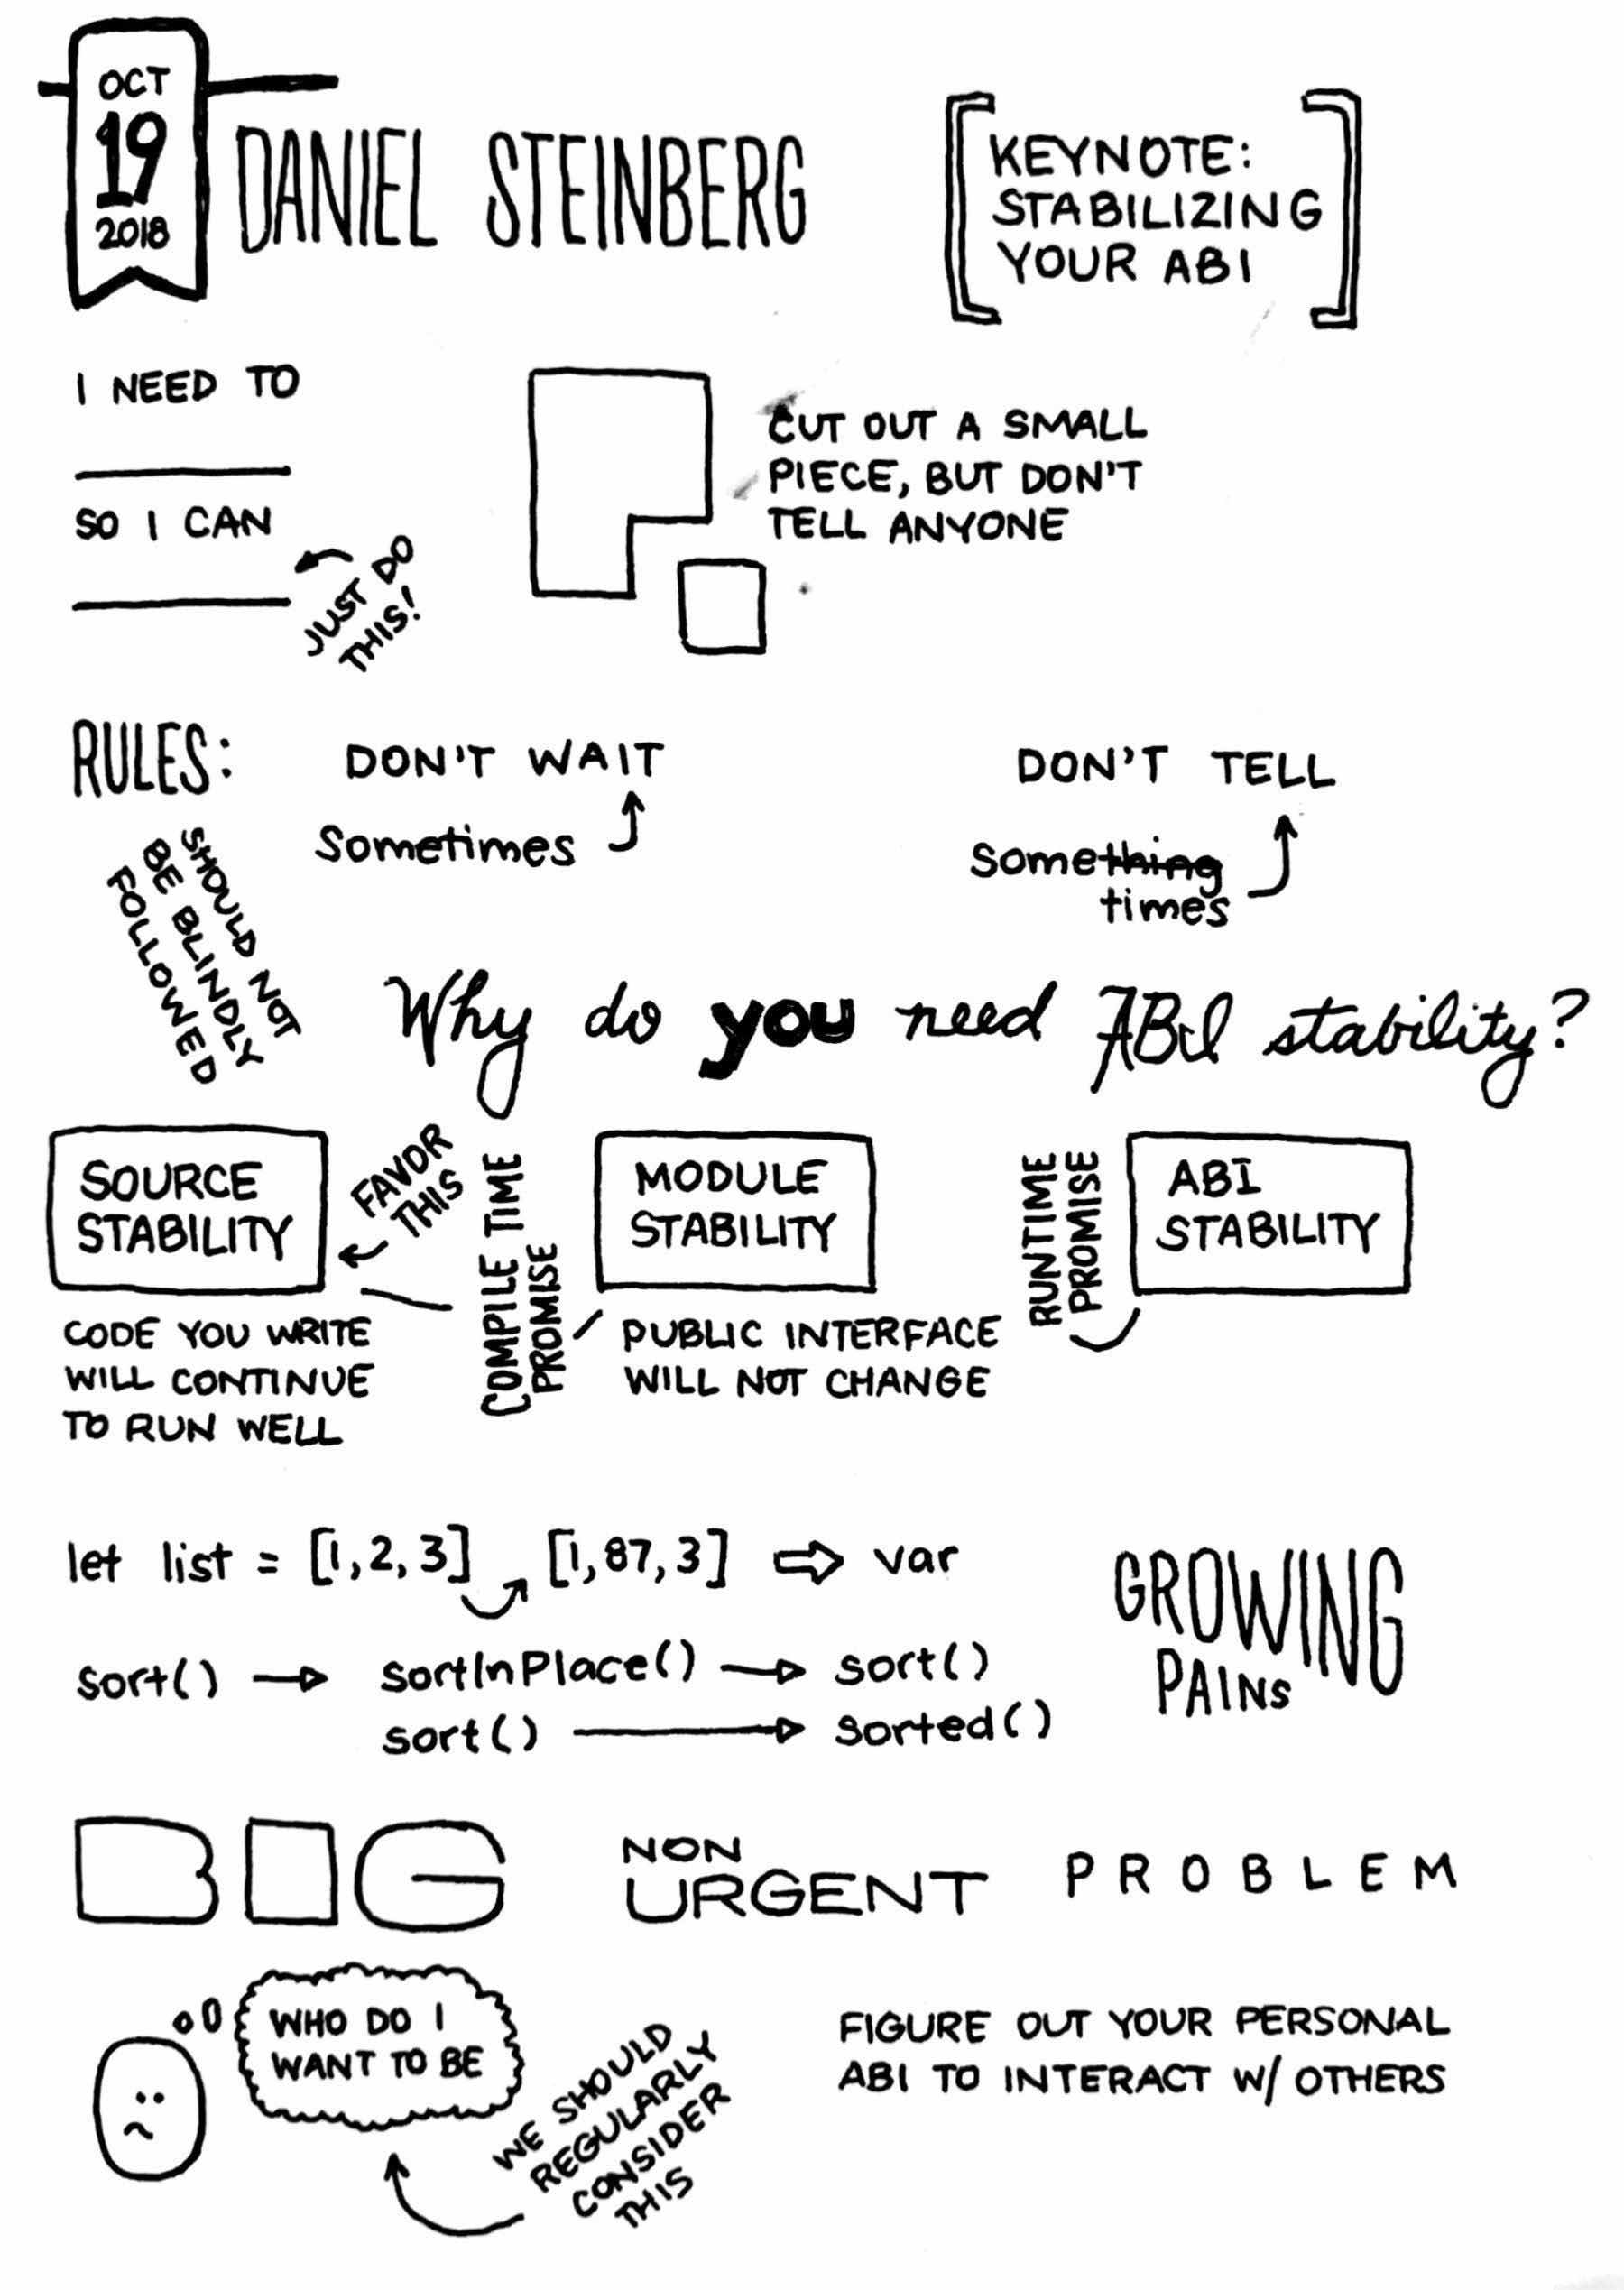 OCT
19
2018
DANIEL STEINBERG
KEYNOTE:
STABILIZING
YOUR ABI
I NEED TO
SO I CAN
JUST DO
THIS!
CUT OUT A SMALL
PIECE, BUT DON'T
TELL ANYONE
RULES:
SHOULD NOT
BE BLINDLY
FOLLOWED
DON'T WAIT
Sometimes
DON'T TELL
Something
times
Why do you need ABI stability?
SOURCE
STABILITY
FAVOR
THIS
CODE YOU WRITE
WILL CONTINUE
TO RUN WELL
COMPILE TIME
PROMISE
MODULE
STABILITY
PUBLIC INTERFACE
WILL NOT CHANGE
RUNTIME
PROMISE
ABI
STABILITY
let list = [1,2,3] [1,87,3] ⇨ var
sort() → sortInPlace() → sort()
sort() → sorted()
GROWING
PAINS
BIG
NON
URGENT
PROBLEM
WHO DO I
WANT TO BE
WE SHOULD
REGULARLY
CONSIDER
THIS
FIGURE OUT YOUR PERSONAL
ABI TO INTERACT W/ OTHERS